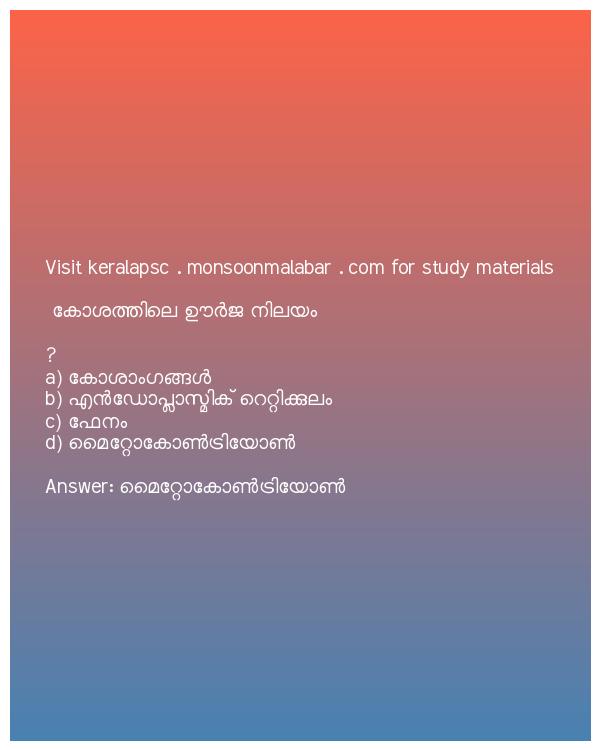 Visit keralapsc . monsoonmalabar . com for study materials
കോശത്തിലെ ഊർജ നിലയം
?
a) കോശാംഗങ്ങൾ
b) എൻഡോപ്ലാസ്മിക് റെറ്റിക്കുലം
c) ഫേനം
d) മൈറ്റോകോൺട്രിയോൺ
Answer: മൈറ്റോകോൺട്രിയോൺ